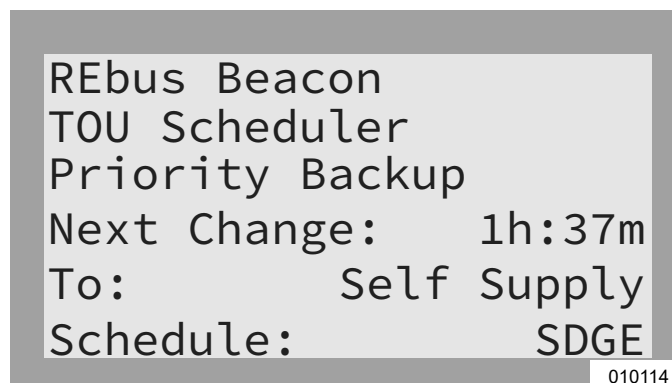 REbus Beacon
TOU Scheduler
Priority Backup
Next Change: 1h:37m
To: Self Supply
Schedule: SDGE
010114